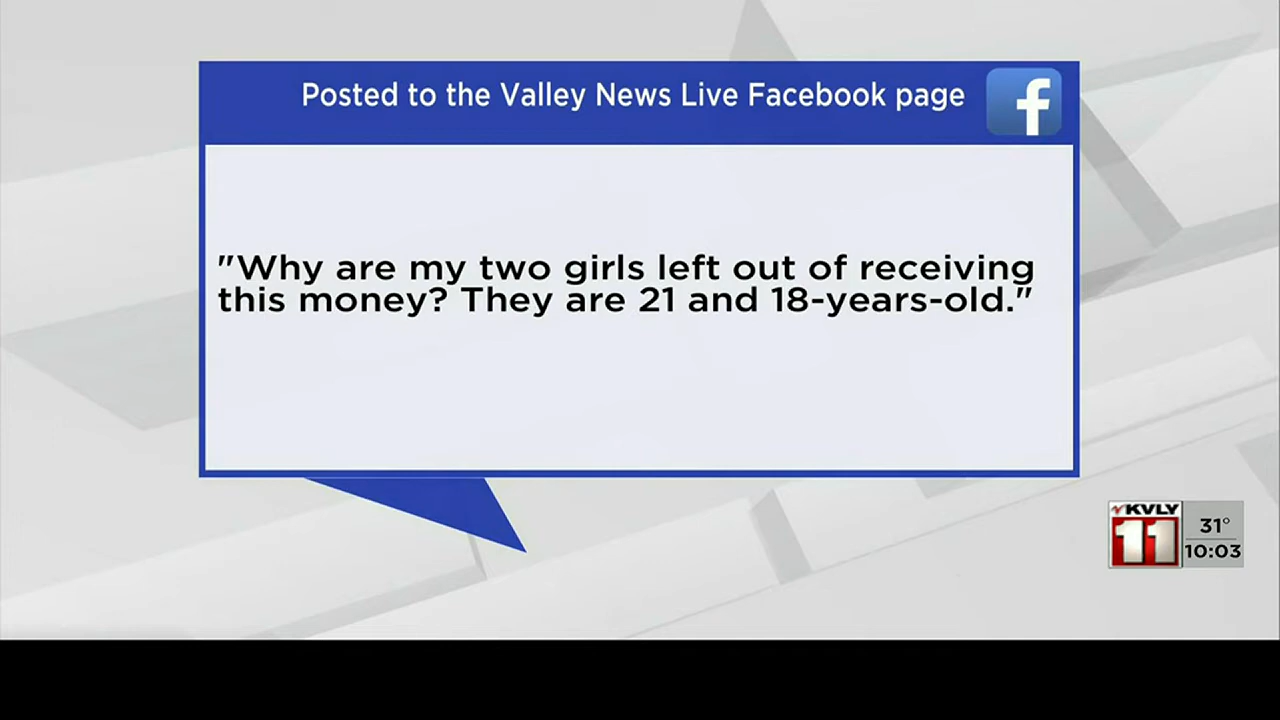 Posted to the Valley News Live Facebook page
f
"Why are my two girls left out of receiving
this money? They are 21 and 18-years-old."
KVLY
11
31°
10:03